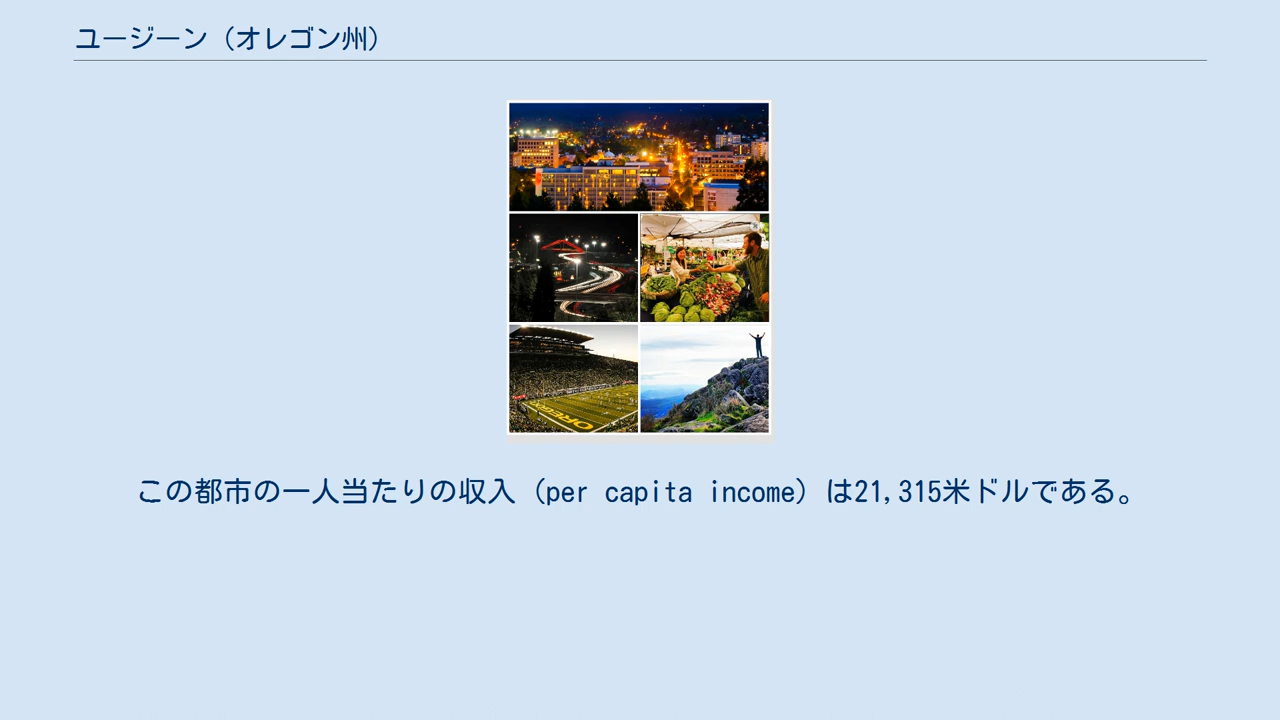 ユージーン（オレゴン州）
OREGON
この都市の一人当たりの収入（per capita income）は21,315米ドルである。